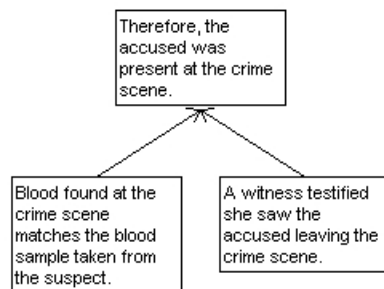 Therefore, the
accused was
present at the crime
scene.
Blood found at the
crime scene
matches the blood
sample taken from
the suspect.
A witness testified
she saw the
accused leaving the
crime scene.